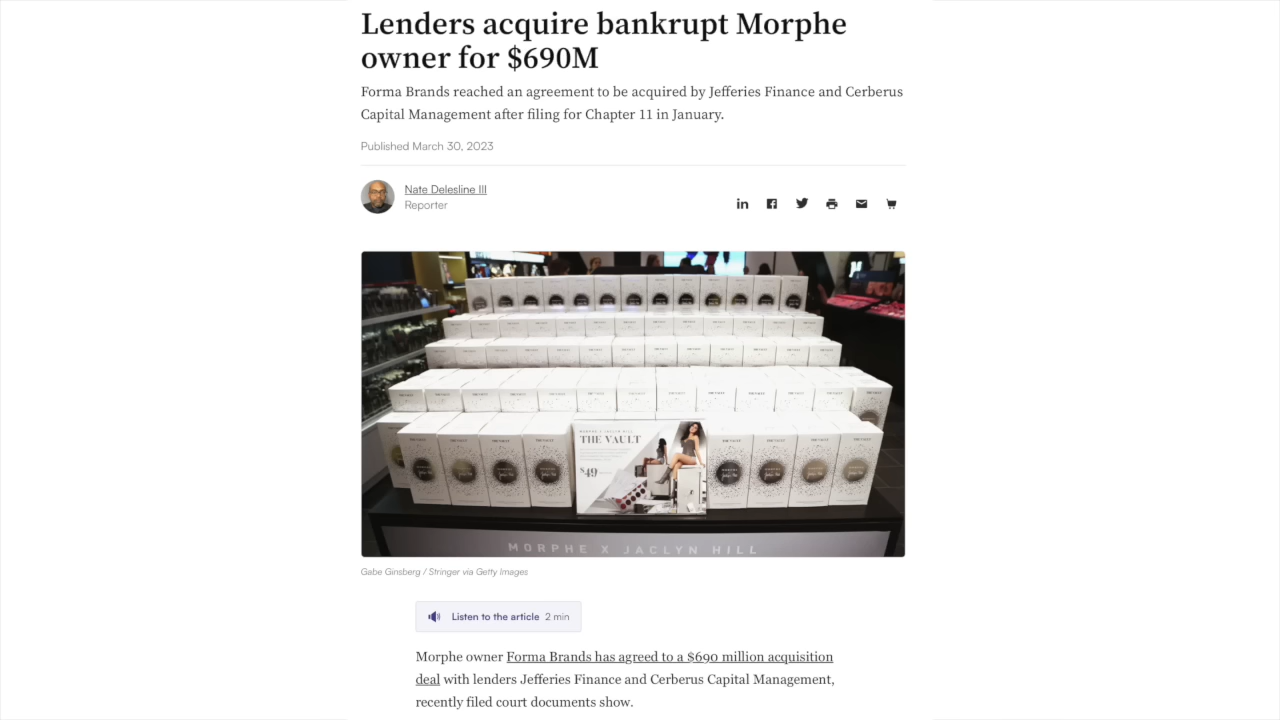 Lenders acquire bankrupt Morphe
owner for $690M
Forma Brands reached an agreement to be acquired by Jefferies Finance and Cerberus
Capital Management after filing for Chapter 11 in January.
Published March 30, 2023
Nate Delesline III
Reporter
MORPHE X JACLYN HILL
THE VAULT
$49
MORPHE X JACLYN HILL
Gabe Ginsberg / Stringer via Getty Images
Listen to the article 2 min
Morphe owner Forma Brands has agreed to a $690 million acquisition
deal with lenders Jefferies Finance and Cerberus Capital Management,
recently filed court documents show.